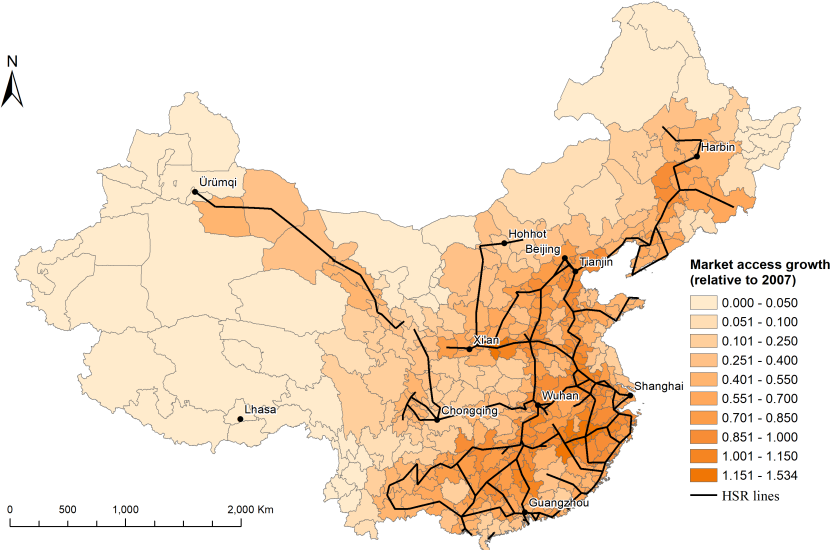 N
Harbin
Ürümqi
Hohhot
Beijing
Tianjin
Market access growth
(relative to 2007)
0.000 - 0.050
0.051 - 0.100
0.101 - 0.250
0.251 - 0.400
0.401 - 0.550
0.551 - 0.700
0.701 - 0.850
0.851 - 1.000
1.001 - 1.150
1.151 - 1.534
HSR lines
Xi'an
Shanghai
Wuhan
Lhasa
Chongqing
Guangzhou
0 500 1,000 2,000 Km